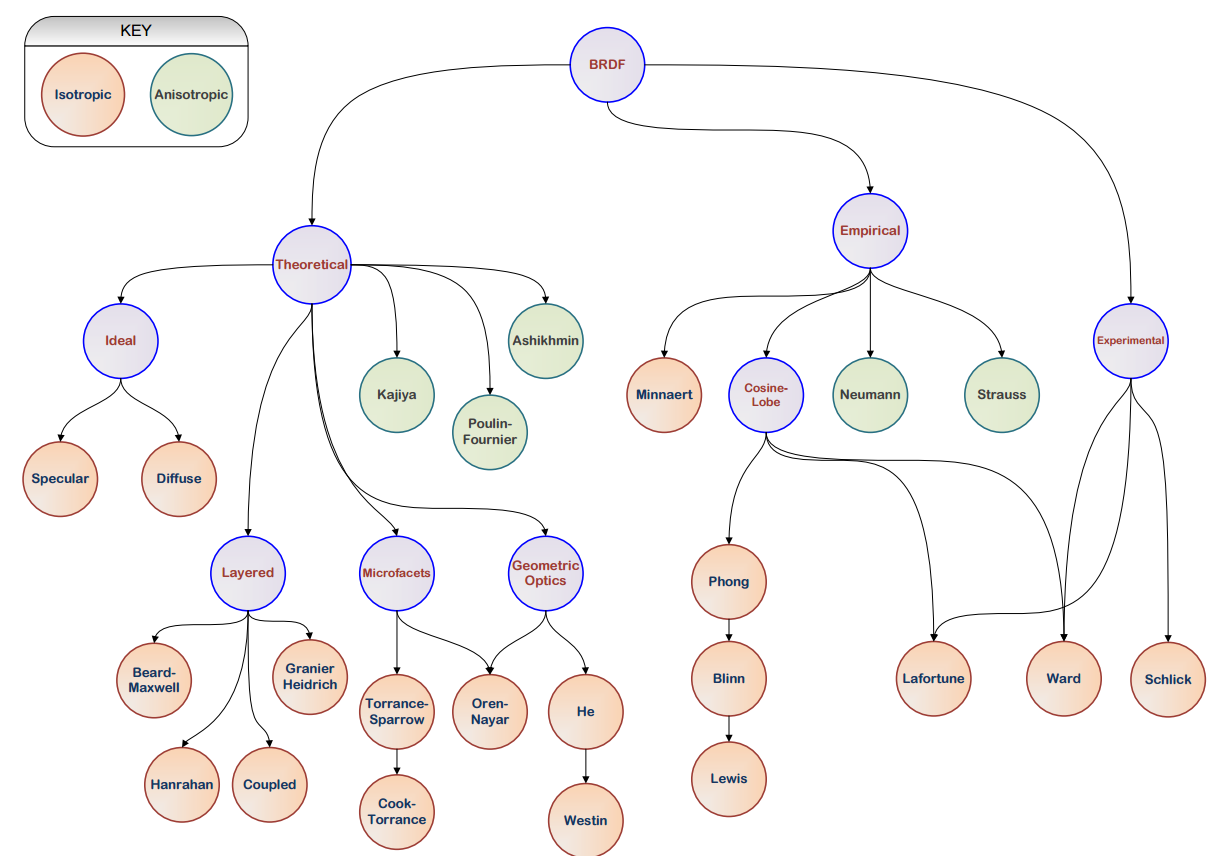 KEY
Isotropic
Anisotropic
BRDF
Empirical
Theoretical
Ideal
Ashikhmin
Experimental
Kajiya
Minnaert
Cosine-
Lobe
Neumann
Strauss
Poulin-
Fournier
Specular
Diffuse
Layered
Microfacets
Geometric
Optics
Phong
Beard-
Maxwell
Granier
Heidrich
Torrance-
Sparrow
Oren-
Nayar
He
Blinn
Lafortune
Ward
Schlick
Hanrahan
Coupled
Cook-
Torrance
Westin
Lewis